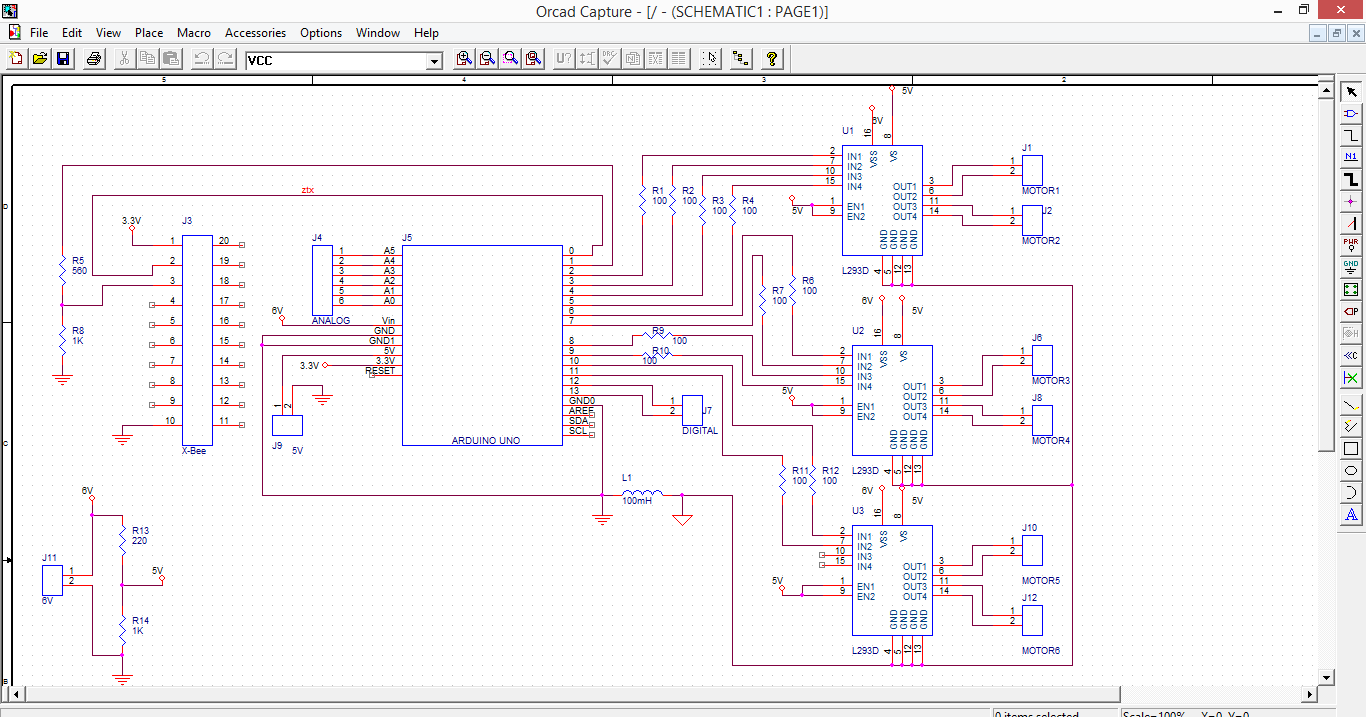 Orcad Capture - [/ - (SCHEMATIC1 : PAGE1)]
File Edit View Place Macro Accessories Options Window Help
VCC
U?
DRC
5 4 3 2
N1
PWR
GND
D
C
B
A
ztx
3.3V
J3
1 20
2 19
3 18
4 17
5 16
6 15
7 14
8 13
9 12
10 11
X-Bee
R5
560
R8
1K
J4
1 A5
2 A4
3 A3
4 A2
5 A1
6 A0
ANALOG
J5
6V
Vin
GND
GND1
5V
3.3V
3.3V
RESET
0
1
2
3
4
5
6
7
8
9
10
11
12
13
GND0
AREF
SDA
SCL
ARDUINO UNO
1 2
J9
5V
R1
100
R2
100
R3
100
R4
100
R6
100
R7
100
R9
100
R10
100
1
2
J7
DIGITAL
L1
100mH
R11
100
R12
100
5V
6V
U1
16 8
VSS VS
2 IN1
7 IN2
10 IN3
15 IN4
OUT1 3
OUT2 6
OUT3 11
OUT4 14
5V
1 EN1
9 EN2
GND GND GND GND
L293D
4 5 12 13
J1
1
2
MOTOR1
J2
1
2
MOTOR2
6V
5V
U2
16 8
VSS VS
2 IN1
7 IN2
10 IN3
15 IN4
OUT1 3
OUT2 6
OUT3 11
OUT4 14
5V
1 EN1
9 EN2
GND GND GND GND
L293D
4 5 12 13
J6
1
2
MOTOR3
J8
1
2
MOTOR4
6V
5V
U3
16 8
VSS VS
2 IN1
7 IN2
10 IN3
15 IN4
OUT1 3
OUT2 6
OUT3 11
OUT4 14
5V
1 EN1
9 EN2
GND GND GND GND
L293D
4 5 12 13
J10
1
2
MOTOR5
J12
1
2
MOTOR6
6V
R13
220
5V
J11
1
2
6V
R14
1K
0 items selected Scale=100% X=0 Y=0